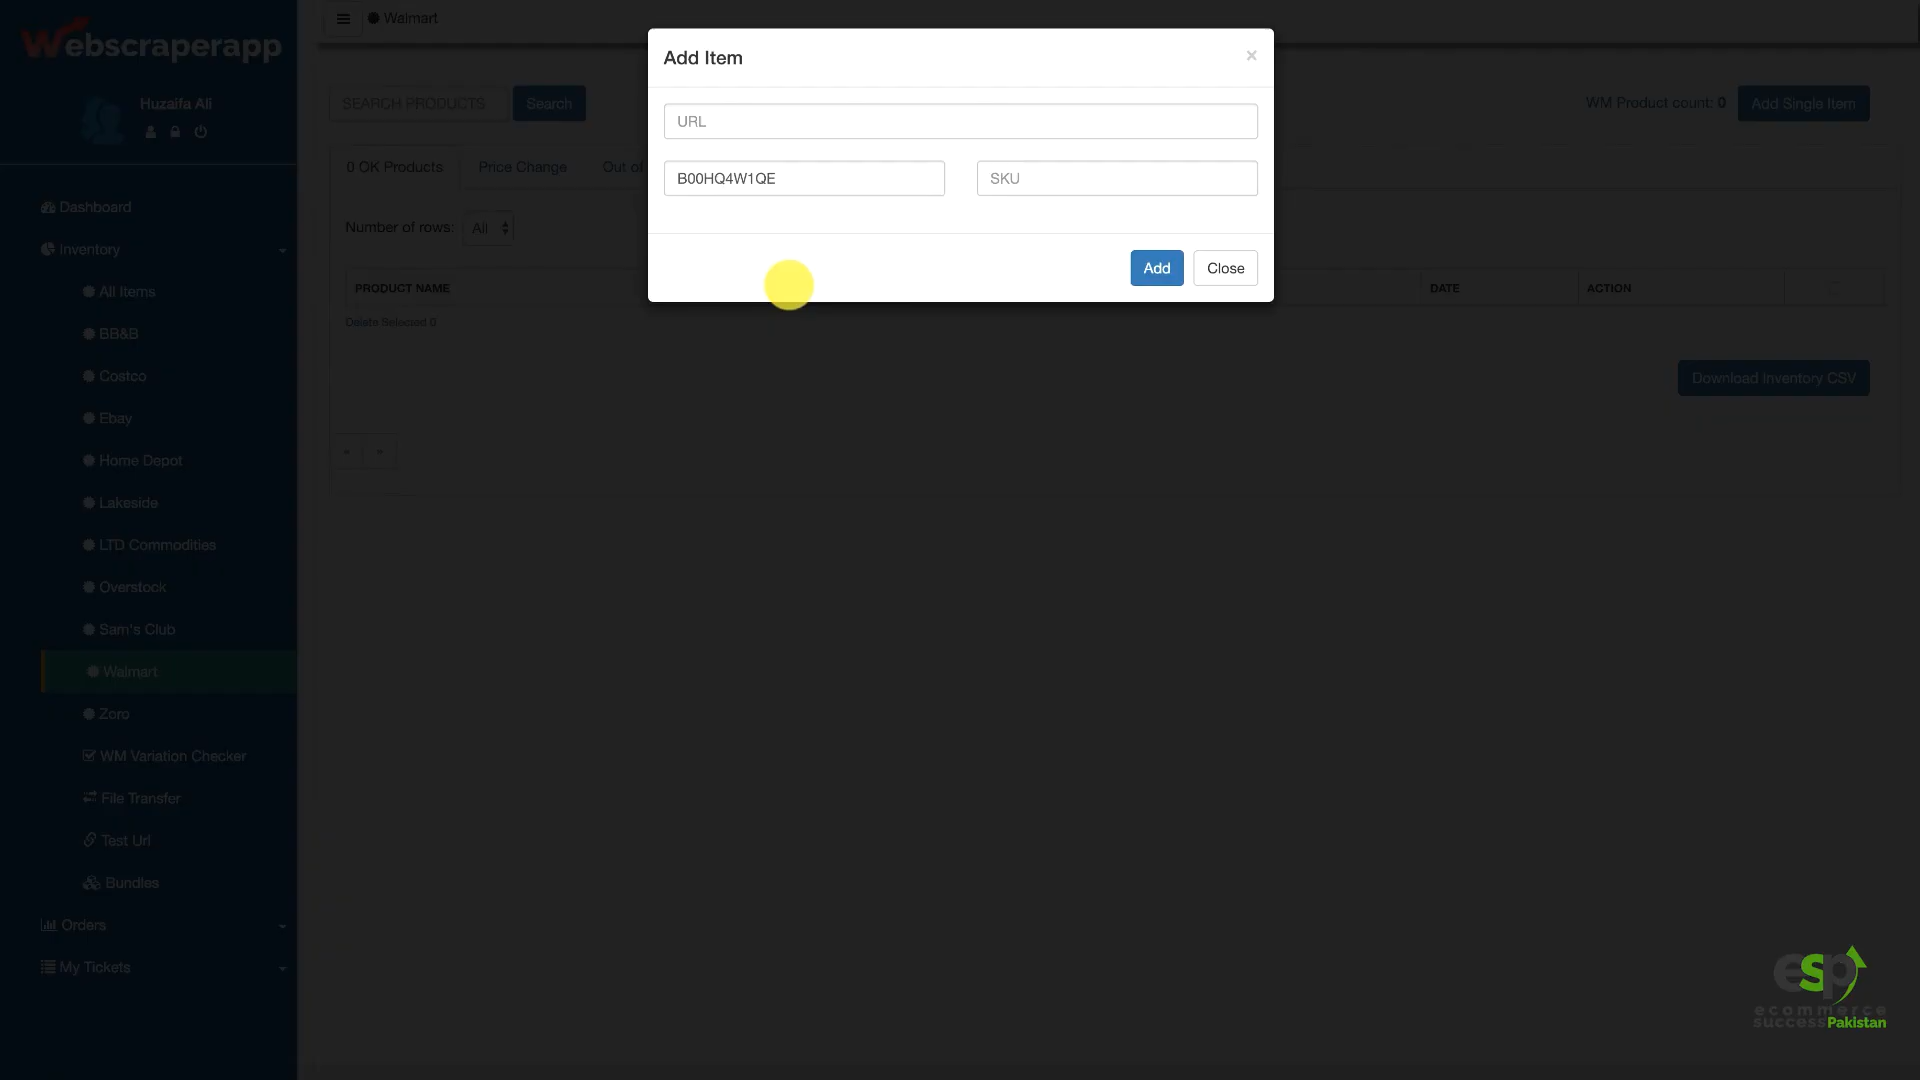 Webscraperapp
Huzaifa Ali
Dashboard
Inventory
All Items
BB&B
Costco
Ebay
Home Depot
Lakeside
LTD Commodities
Overstock
Sam's Club
Walmart
Zoro
WM Variation Checker
File Transfer
Test Url
Bundles
Orders
My Tickets
Walmart
SEARCH PRODUCTS
Search
WM Product count: 0
Add Single Item
0 OK Products
Price Change
Out of
Number of rows: All
PRODUCT NAME
DATE
ACTION
Delete Selected 0
Download Inventory CSV
«
»
Add Item
×
URL
B00HQ4W1QE
SKU
Add
Close
esp
ecommerce
successPakistan